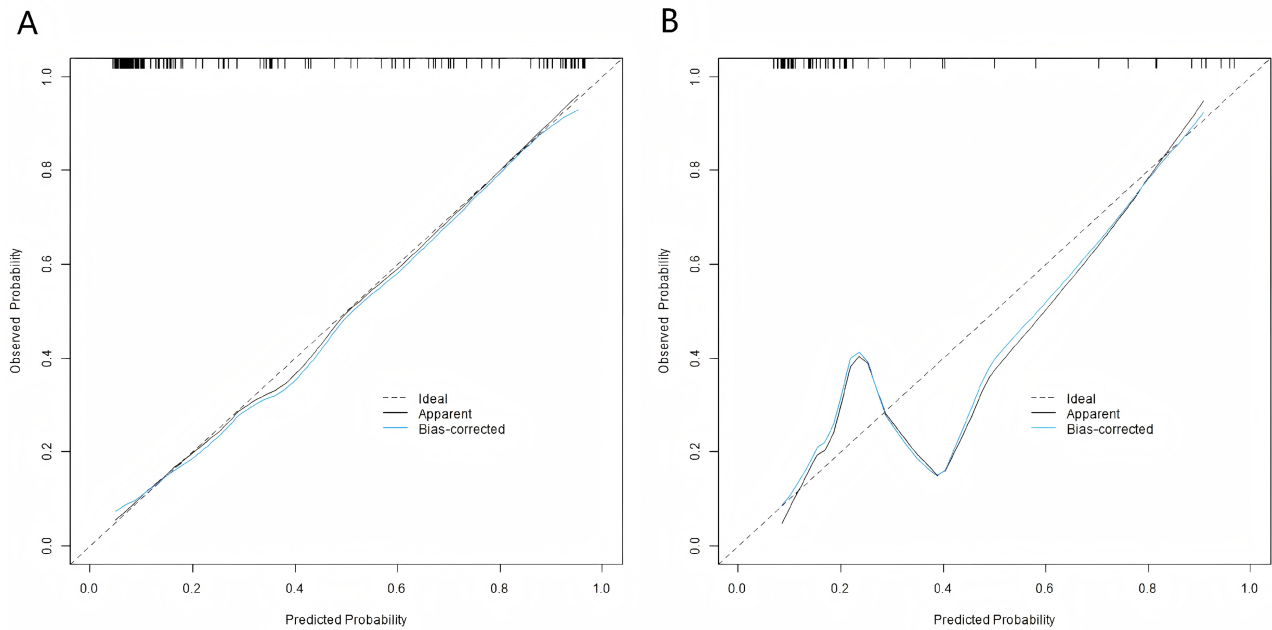 A
1.0
0.8
0.6
0.4
0.2
0.0
Observed Probability
Ideal
Apparent
Bias-corrected
0.0 0.2 0.4 0.6 0.8 1.0
Predicted Probability
B
1.0
0.8
0.6
0.4
0.2
0.0
Observed Probability
Ideal
Apparent
Bias-corrected
0.0 0.2 0.4 0.6 0.8 1.0
Predicted Probability